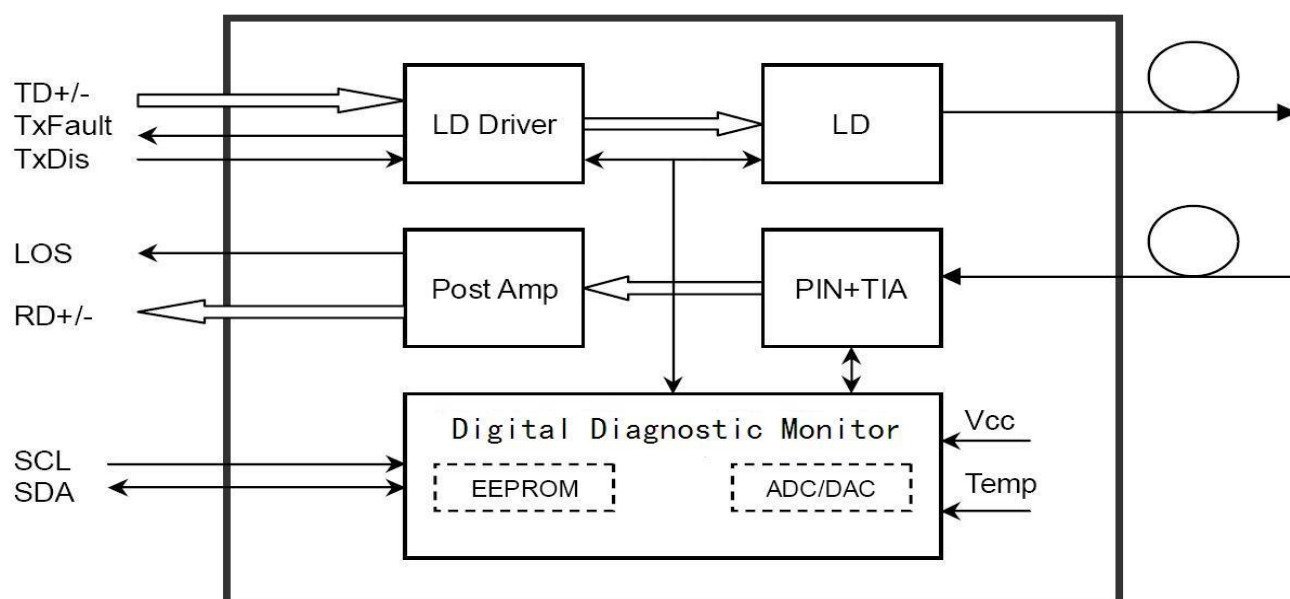 TD+/-
TxFault
TxDis
LD Driver
LD
LOS
RD+/-
Post Amp
PIN+TIA
Digital Diagnostic Monitor
EEPROM
ADC/DAC
SCL
SDA
Vcc
Temp